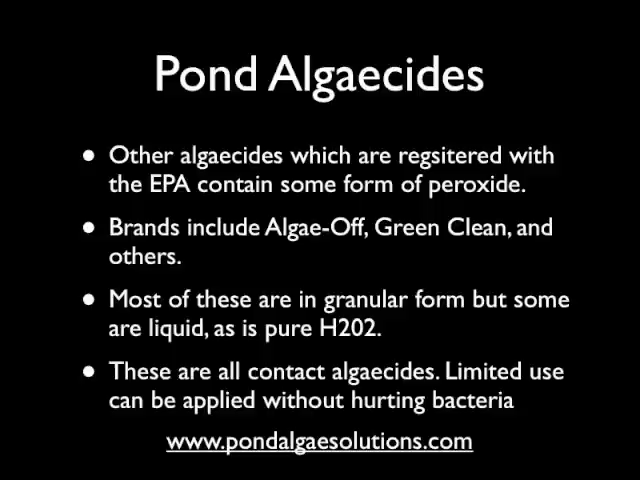 Pond Algaecides
• Other algaecides which are regsitered with
the EPA contain some form of peroxide.
• Brands include Algae-Off, Green Clean, and
others.
• Most of these are in granular form but some
are liquid, as is pure H202.
• These are all contact algaecides. Limited use
can be applied without hurting bacteria
www.pondalgaesolutions.com